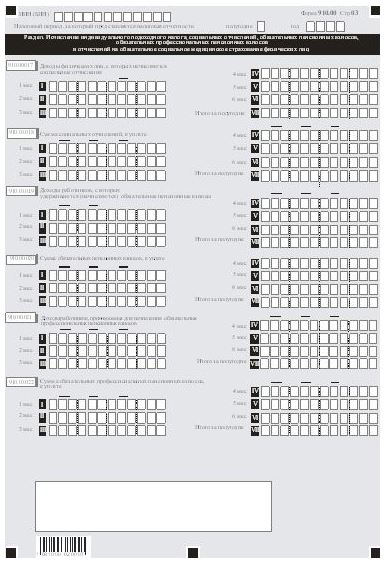 ИИН (БИН) Форма 910.00 Стр 03
Налоговый период, за который представляется налоговая отчетность: полугодие год
Раздел. Исчисление индивидуального подоходного налога, социальных отчислений, обязательных пенсионных взносов,
обязательных профессиональных пенсионных взносов
и отчислений на обязательное социальное медицинское страхование физических лиц
910.00.017 Доходы физических лиц, с которых исчисляются
социальные отчисления
4 мес. IV
1 мес. I 5 мес. V
2 мес. II 6 мес. VI
3 мес. III Итого за полугодие VII
910.00.018 Сумма социальных отчислений, к уплате
4 мес. IV
1 мес. I 5 мес. V
2 мес. II 6 мес. VI
3 мес. III Итого за полугодие VII
910.00.019 Доходы работников, с которых
удерживаются (начисляются) обязательные пенсионные взносы
4 мес. IV
1 мес. I 5 мес. V
2 мес. II 6 мес. VI
3 мес. III Итого за полугодие VII
910.00.020 Сумма обязательных пенсионных взносов, к уплате
4 мес. IV
1 мес. I 5 мес. V
2 мес. II 6 мес. VI
3 мес. III Итого за полугодие VII
910.00.021 Доход работников, принимаемый для исчисления обязательных
профессиональных пенсионных взносов
4 мес. IV
1 мес. I 5 мес. V
2 мес. II 6 мес. VI
3 мес. III Итого за полугодие VII
910.00.022 Сумма обязательных профессиональных пенсионных взносов,
к уплате
4 мес. IV
1 мес. I 5 мес. V
2 мес. II 6 мес. VI
3 мес. III Итого за полугодие VII